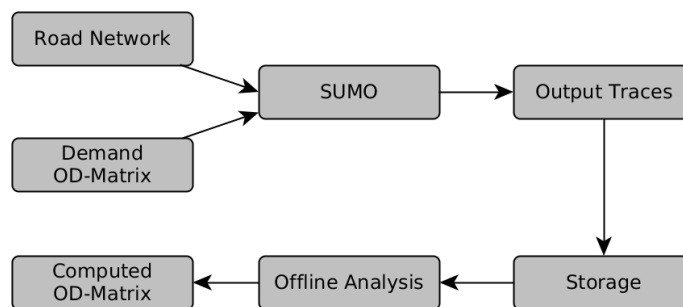 Road Network
SUMO
Output Traces
Demand
OD-Matrix
Computed
OD-Matrix
Offline Analysis
Storage